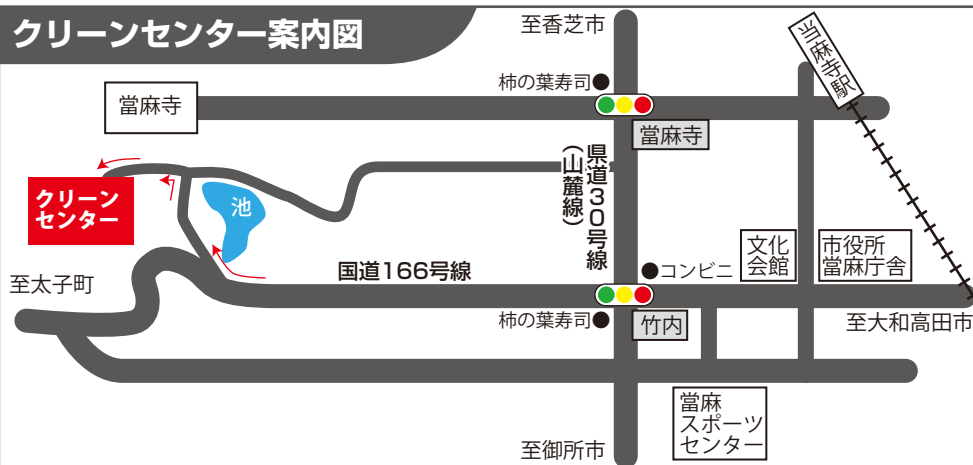 クリーンセンター案内図
至香芝市
当麻寺駅
柿の葉寿司
當麻寺
當麻寺
県道30号線
(山麓線)
クリーン
センター
池
文化
会館
市役所
當麻庁舎
国道166号線
コンビニ
至太子町
柿の葉寿司
竹内
至大和高田市
當麻
スポーツ
センター
至御所市